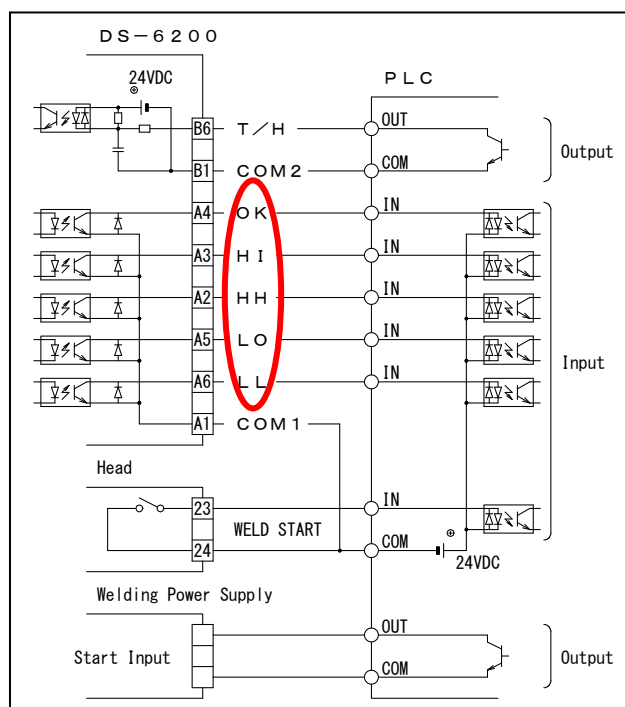 DS-6200
24VDC
PLC
B6 T/H OUT
Output
B1 COM2 COM
A4 OK IN
A3 HI IN
A2 HH IN
A5 LO IN
Input
A6 LL IN
A1 COM1
Head
23 IN
WELD START
24 COM
24VDC
Welding Power Supply
OUT
Start Input
Output
COM